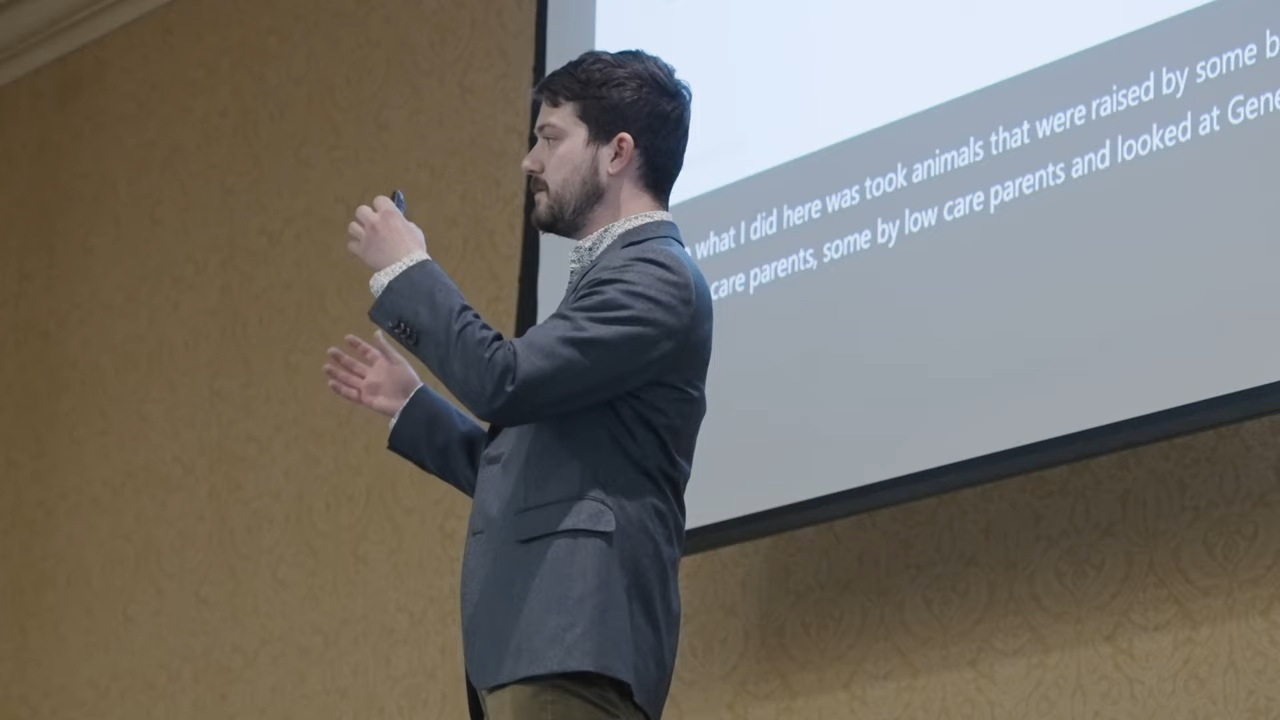 what I did here was took animals that were raised by some
care parents, some by low care parents and looked at